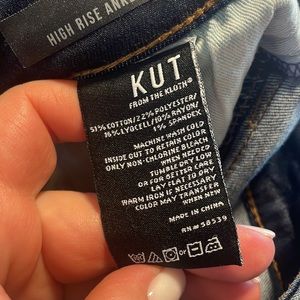 HIGH RISE ANK
KUT
FROM THE KLOTH®
51% COTTON/22% POLYESTER/
16% LYOCELL/10% RAYON/
1% SPANDEX
MACHINE WASH COLD
INSIDE OUT TO RETAIN COLOR
ONLY NON-CHLORINE BLEACH
WHEN NEEDED
TUMBLE DRY LOW
OR FOR BETTER CARE
LAY FLAT TO DRY
WARM IRON IF NECESSARY
COLOR MAY TRANSFER
WHEN NEW
MADE IN CHINA
RN# 58539